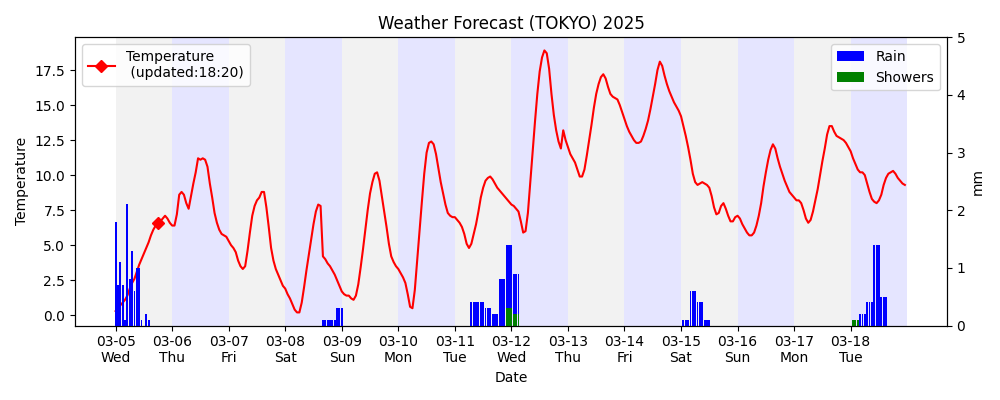 Weather Forecast (TOKYO) 2025
Temperature
(updated:18:20)
Rain
Showers
Temperature
17.5
15.0
12.5
10.0
7.5
5.0
2.5
0.0
5
4
3
2
1
0
mm
03-05 03-06 03-07 03-08 03-09 03-10 03-11 03-12 03-13 03-14 03-15 03-16 03-17 03-18
Wed Thu Fri Sat Sun Mon Tue Wed Thu Fri Sat Sun Mon Tue
Date